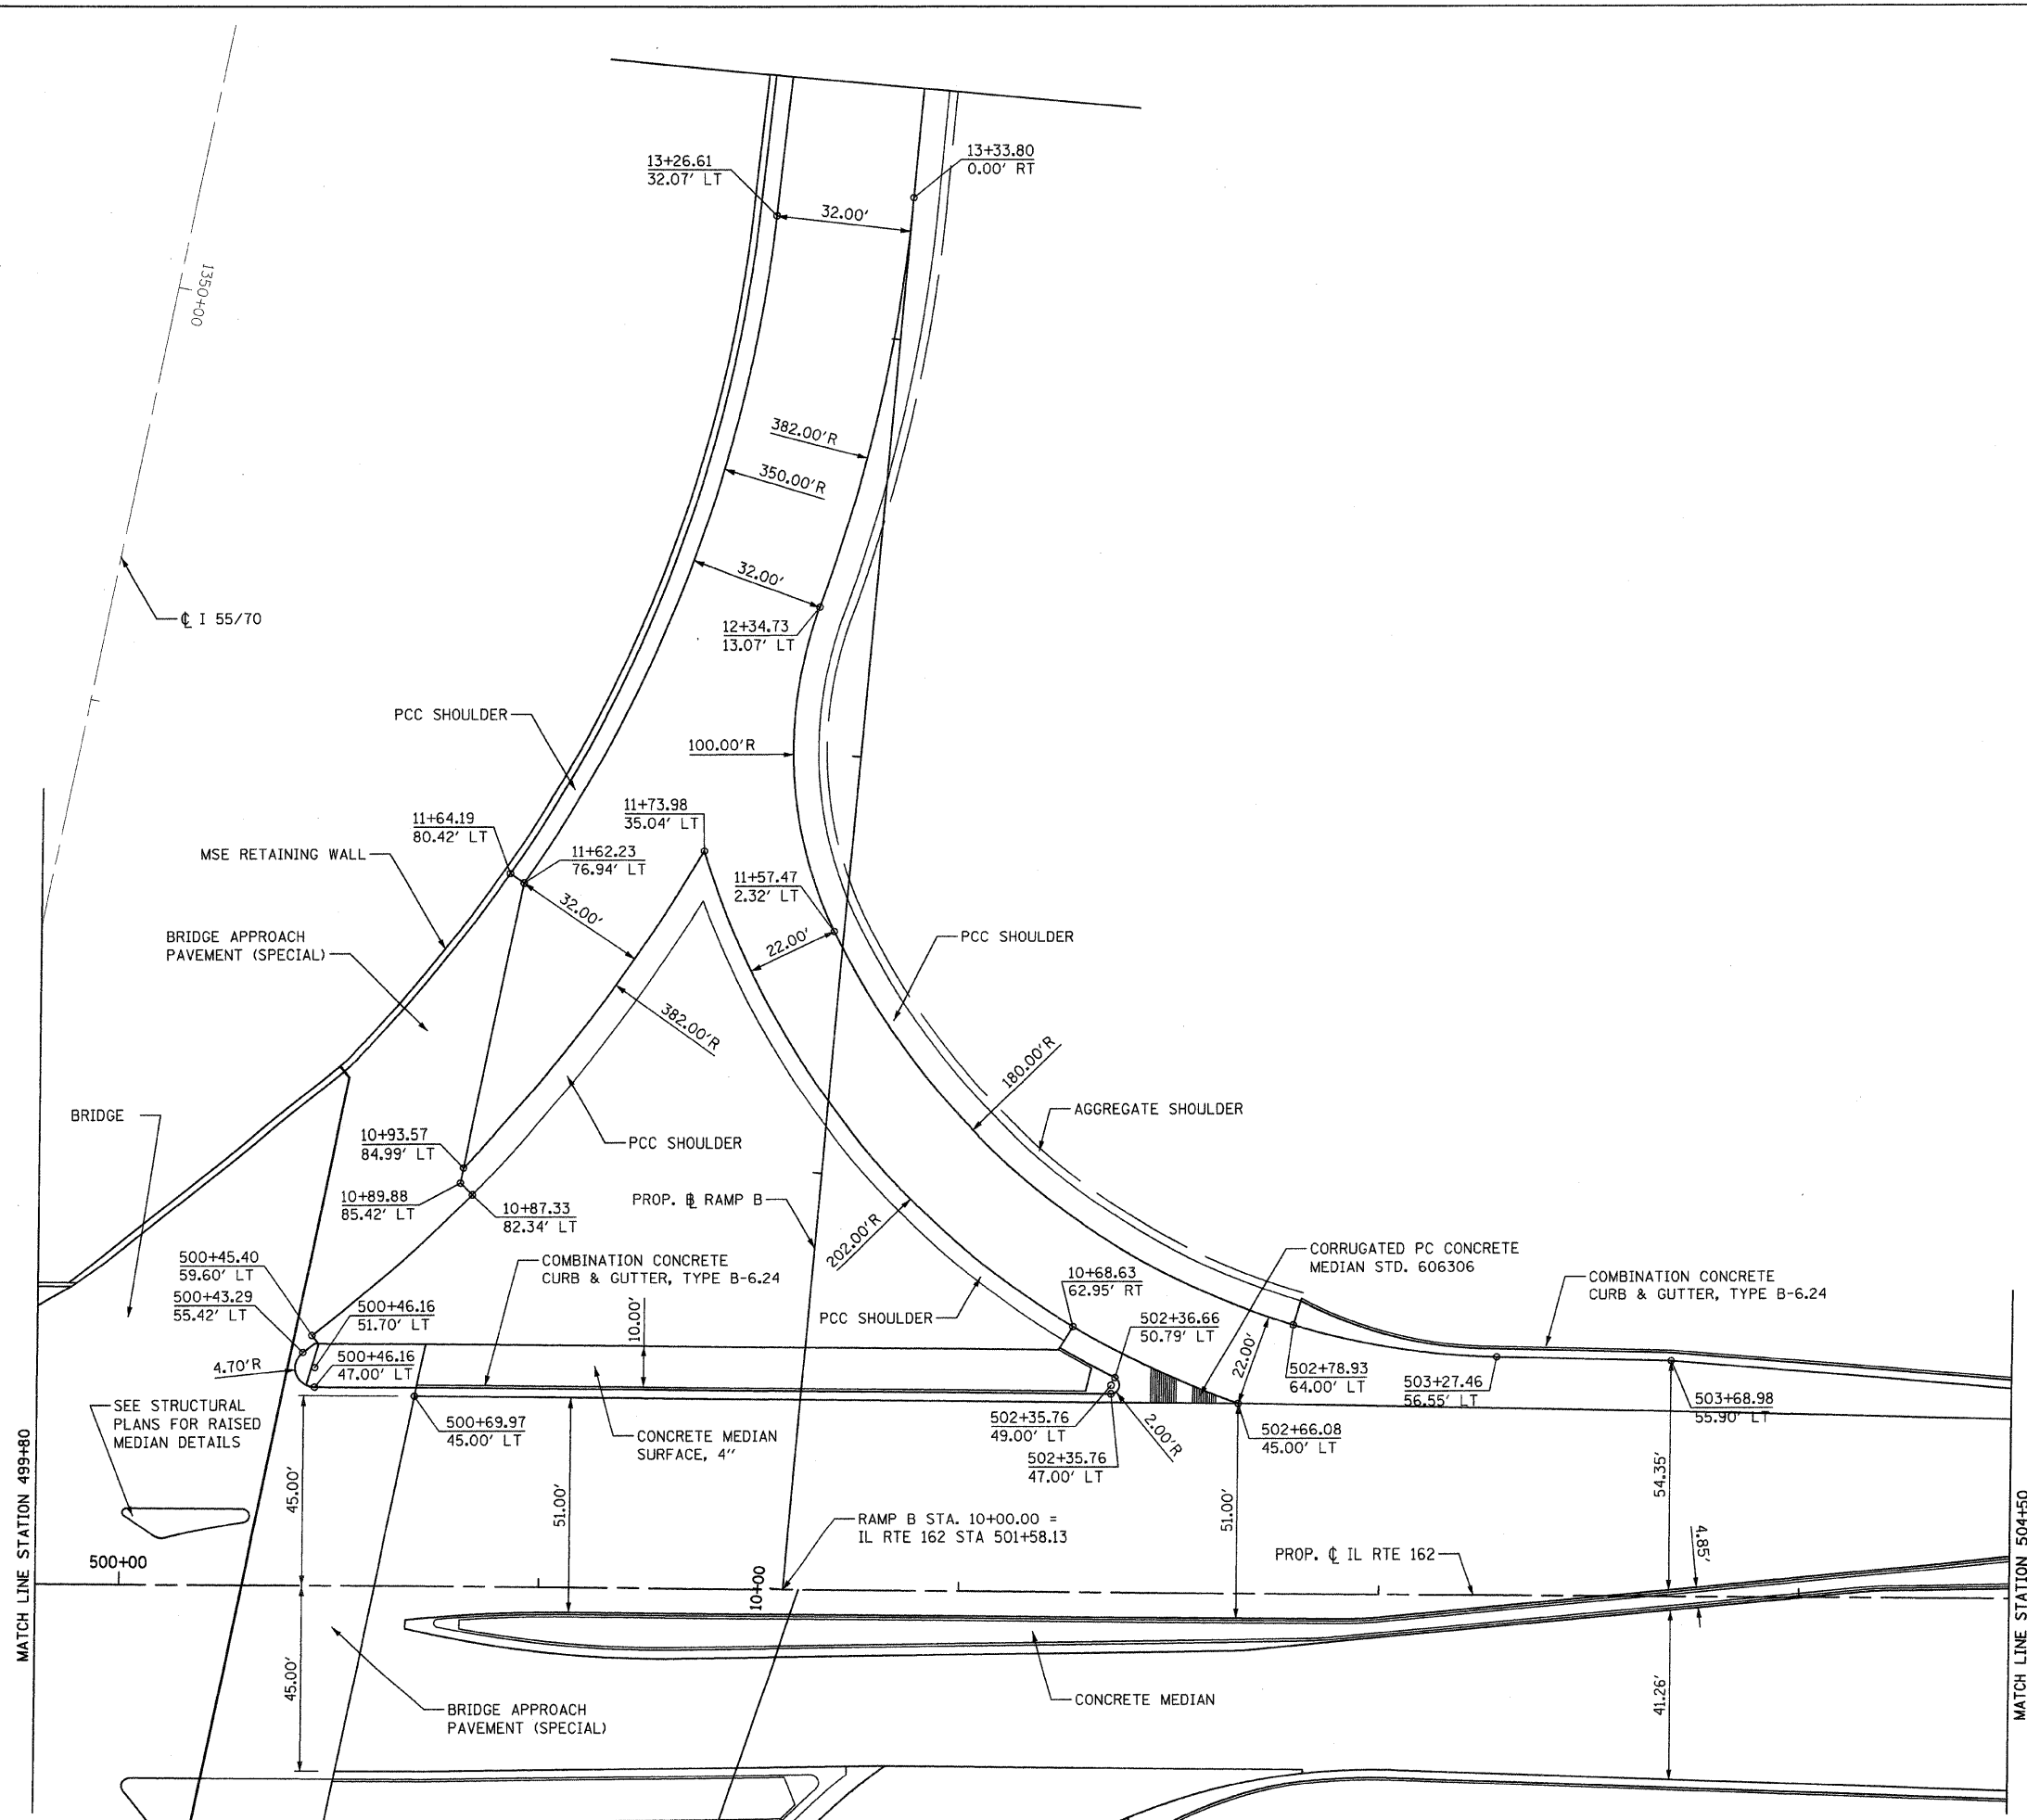 13+26.61
32.07' LT
13+33.80
0.00' RT
32.00'
1350+00
382.00'R
350.00'R
32.00'
℄ I 55/70
12+34.73
13.07' LT
PCC SHOULDER
100.00'R
11+64.19
80.42' LT
11+73.98
35.04' LT
MSE RETAINING WALL
11+62.23
76.94' LT
11+57.47
2.32' LT
32.00'
22.00'
BRIDGE APPROACH
PAVEMENT (SPECIAL)
PCC SHOULDER
382.00'R
180.00'R
BRIDGE
AGGREGATE SHOULDER
10+93.57
84.99' LT
PCC SHOULDER
10+89.88
85.42' LT
10+87.33
82.34' LT
PROP. ⅊ RAMP B
202.00'R
500+45.40
59.60' LT
COMBINATION CONCRETE
CURB & GUTTER, TYPE B-6.24
CORRUGATED PC CONCRETE
MEDIAN STD. 606306
COMBINATION CONCRETE
CURB & GUTTER, TYPE B-6.24
10+68.63
62.95' RT
500+43.29
55.42' LT
500+46.16
51.70' LT
10.00'
PCC SHOULDER
502+36.66
50.79' LT
4.70'R
500+46.16
47.00' LT
22.00'
502+78.93
64.00' LT
503+27.46
56.55' LT
503+68.98
55.90' LT
SEE STRUCTURAL
PLANS FOR RAISED
MEDIAN DETAILS
500+69.97
45.00' LT
CONCRETE MEDIAN
SURFACE, 4"
502+35.76
49.00' LT
2.00'R
502+35.76
47.00' LT
502+66.08
45.00' LT
45.00'
51.00'
51.00'
54.35'
MATCH LINE STATION 499+80
RAMP B STA. 10+00.00 =
IL RTE 162 STA 501+58.13
500+00
10+00
PROP. ℄ IL RTE 162
4.85'
MATCH LINE STATION 504+50
45.00'
41.26'
CONCRETE MEDIAN
BRIDGE APPROACH
PAVEMENT (SPECIAL)